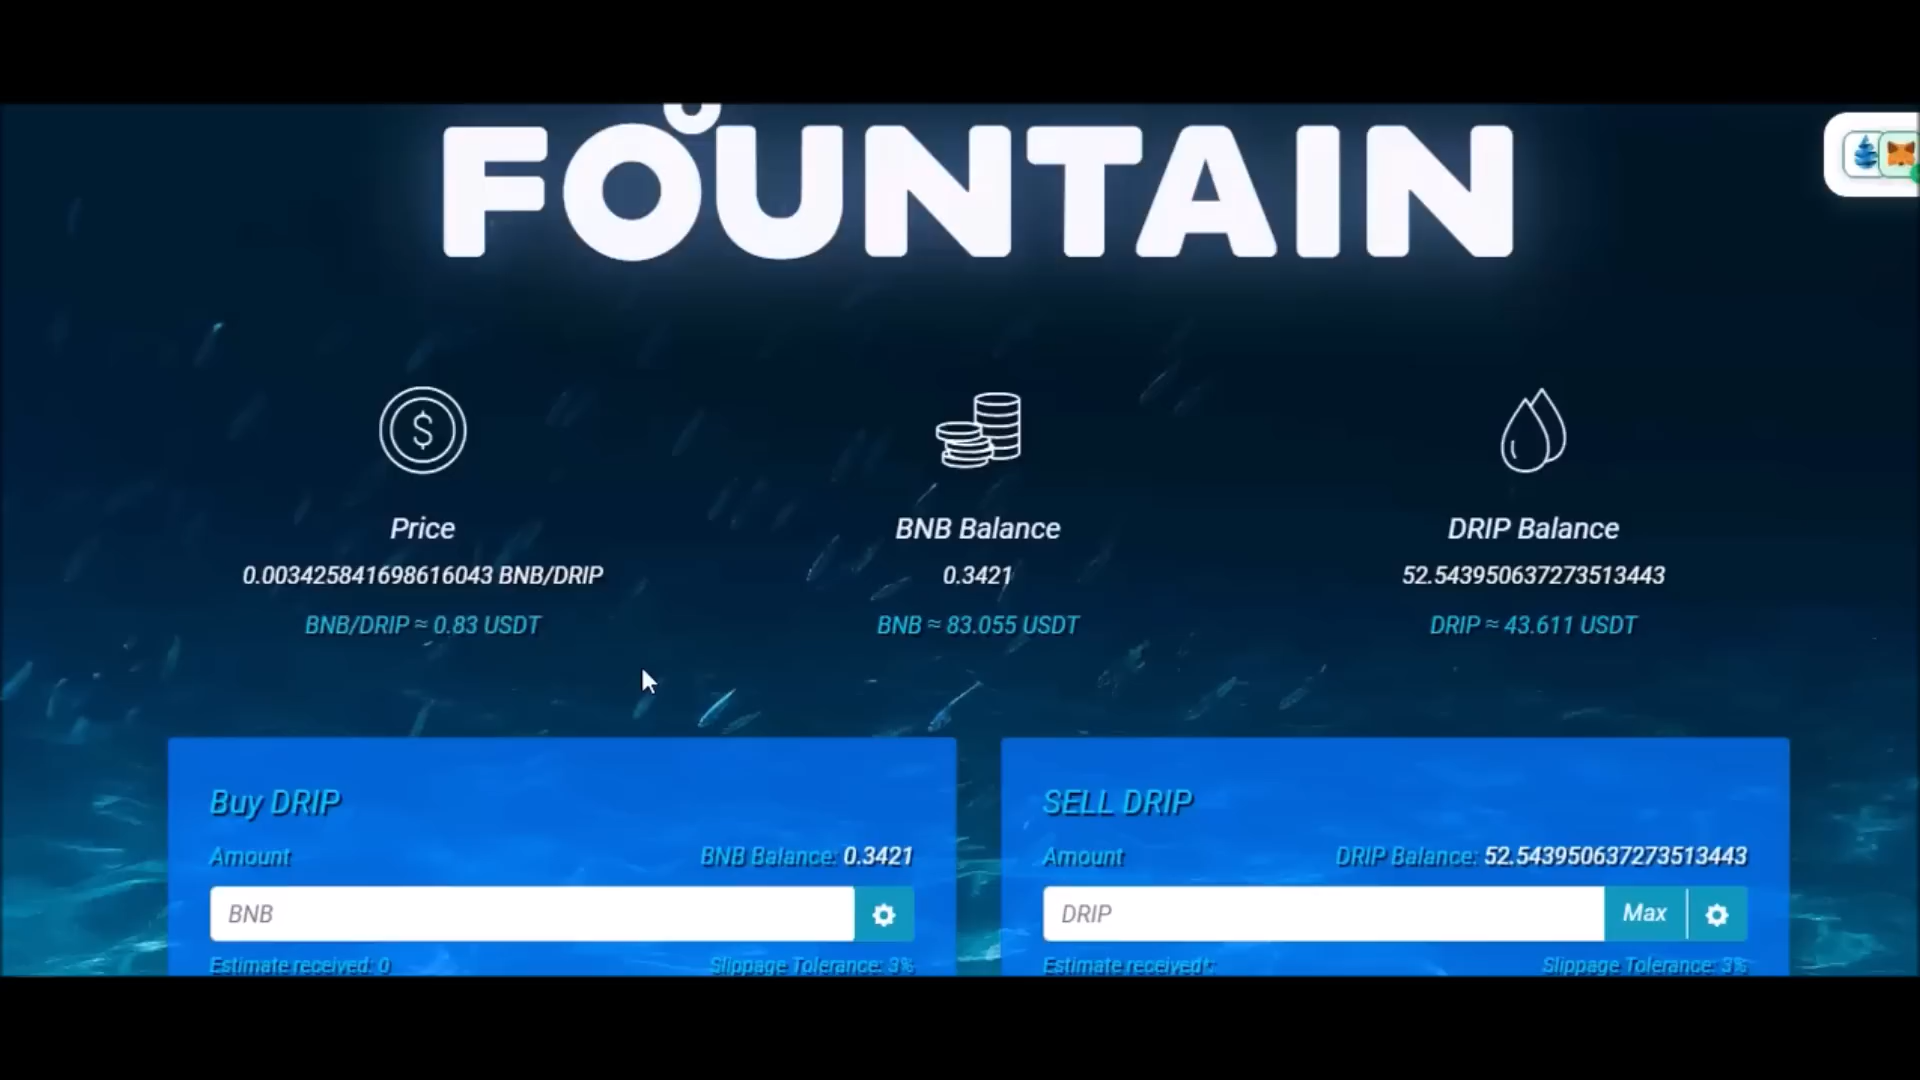 FOUNTAIN
Price
0.003425841698616043 BNB/DRIP
BNB/DRIP ≈ 0.83 USDT
BNB Balance
0.3421
BNB ≈ 83.055 USDT
DRIP Balance
52.543950637273513443
DRIP ≈ 43.611 USDT
Buy DRIP
Amount
BNB Balance: 0.3421
BNB
Estimate received: 0
Slippage Tolerance: 3%
SELL DRIP
Amount
DRIP Balance: 52.543950637273513443
DRIP
Max
Estimate received*:
Slippage Tolerance: 3%